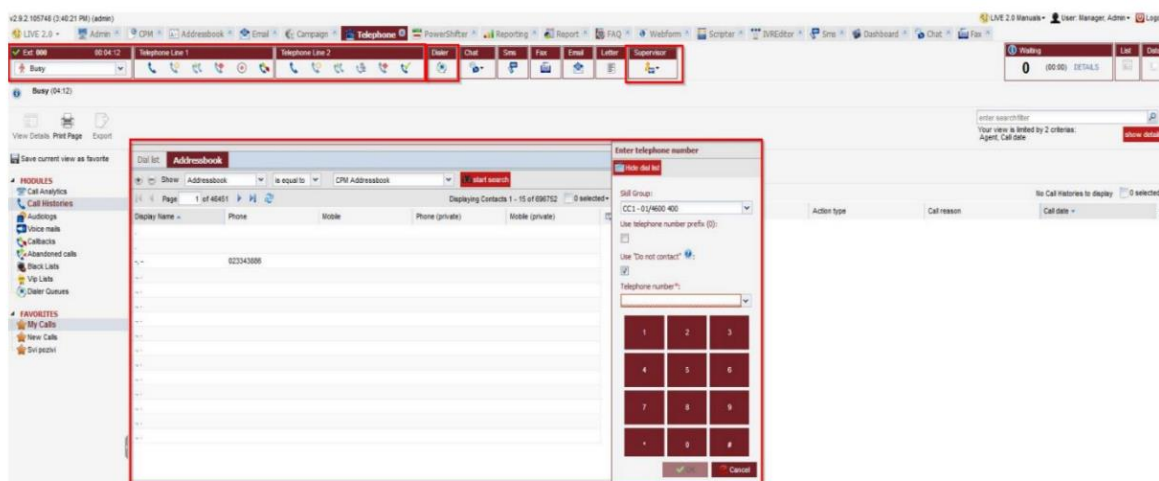 v2.9.2.105748 (3:40:21 PM) (admin)
LIVE 2.0 Manuals User: Manager, Admin
LIVE 2.0 Admin CPM Addressbook Email Campaign Telephone PowerShifter Reporting Report FAQ Webform Scripter IVREditor Sms Dashboard Chat Fax
Ext: 000 00:04:12 Telephone Line 1 Telephone Line 2 Dialer Chat Sms Fax Email Letter Supervisor Waiting List
Busy 0 (00:00) DETAILS
Busy (04:12)
View Details Print Page Export
enter searchfilter
Your view is limited by 2 criterias:
Agent, Call date
show detail
Save current view as favorite
MODULES
Call Analytics
Call Histories
Audiologs
Voice mails
Callbacks
Abandoned calls
Black Lists
Vip Lists
Dialer Queues
FAVORITES
My Calls
New Calls
Svi pozivi
Dial list Addressbook
Show Addressbook is equal to CPM Addressbook start search
Page 1 of 46451 Displaying Contacts 1 - 15 of 696752 0 selected
Display Name Phone Mobile Phone (private) Mobile (private)
023343886
Enter telephone number
Hide dial list
Skill Group:
CC1 - 01/4600 400
Use telephone number prefix (0):
Use "Do not contact" :
Telephone number*:
1 2 3
4 5 6
7 8 9
* 0 #
OK Cancel
No Call Histories to display 0 selected
Action type Call reason Call date